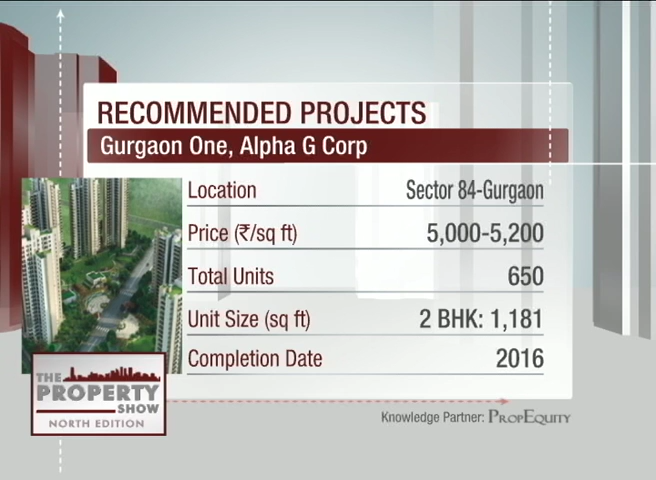 RECOMMENDED PROJECTS
Gurgaon One, Alpha G Corp
Location Sector 84-Gurgaon
Price (₹/sq ft) 5,000-5,200
Total Units 650
Unit Size (sq ft) 2 BHK: 1,181
Completion Date 2016
THE
PROPERTY
SHOW
NORTH EDITION
Knowledge Partner: PROPEQUITY